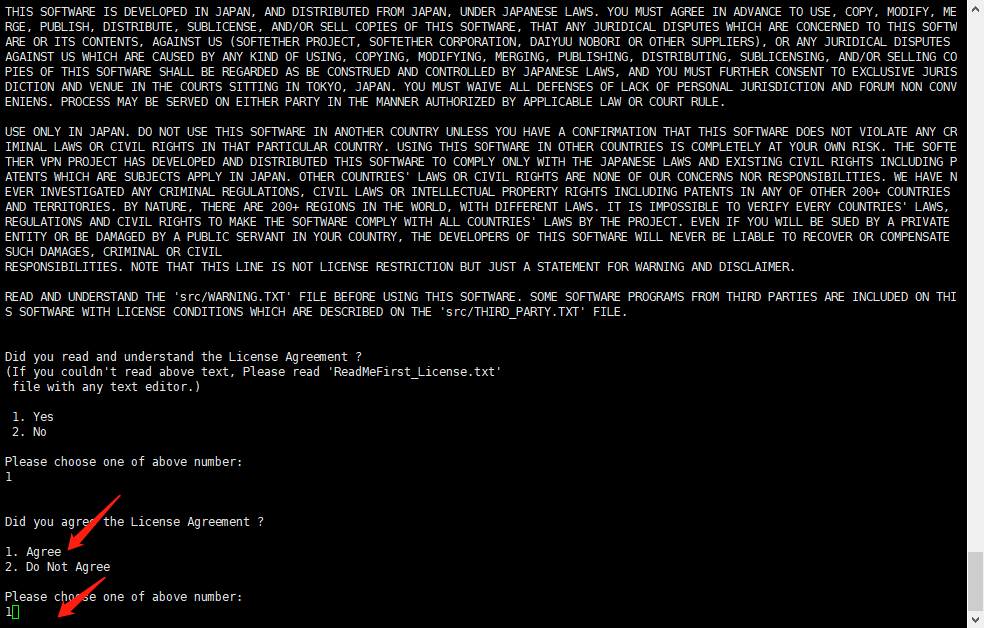 THIS SOFTWARE IS DEVELOPED IN JAPAN, AND DISTRIBUTED FROM JAPAN, UNDER JAPANESE LAWS. YOU MUST AGREE IN ADVANCE TO USE, COPY, MODIFY, ME
RGE, PUBLISH, DISTRIBUTE, SUBLICENSE, AND/OR SELL COPIES OF THIS SOFTWARE, THAT ANY JURIDICAL DISPUTES WHICH ARE CONCERNED TO THIS SOFTW
ARE OR ITS CONTENTS, AGAINST US (SOFTETHER PROJECT, SOFTETHER CORPORATION, DAIYUU NOBORI OR OTHER SUPPLIERS), OR ANY JURIDICAL DISPUTES
AGAINST US WHICH ARE CAUSED BY ANY KIND OF USING, COPYING, MODIFYING, MERGING, PUBLISHING, DISTRIBUTING, SUBLICENSING, AND/OR SELLING CO
PIES OF THIS SOFTWARE SHALL BE REGARDED AS BE CONSTRUED AND CONTROLLED BY JAPANESE LAWS, AND YOU MUST FURTHER CONSENT TO EXCLUSIVE JURIS
DICTION AND VENUE IN THE COURTS SITTING IN TOKYO, JAPAN. YOU MUST WAIVE ALL DEFENSES OF LACK OF PERSONAL JURISDICTION AND FORUM NON CONV
ENIENS. PROCESS MAY BE SERVED ON EITHER PARTY IN THE MANNER AUTHORIZED BY APPLICABLE LAW OR COURT RULE.
USE ONLY IN JAPAN. DO NOT USE THIS SOFTWARE IN ANOTHER COUNTRY UNLESS YOU HAVE A CONFIRMATION THAT THIS SOFTWARE DOES NOT VIOLATE ANY CR
IMINAL LAWS OR CIVIL RIGHTS IN THAT PARTICULAR COUNTRY. USING THIS SOFTWARE IN OTHER COUNTRIES IS COMPLETELY AT YOUR OWN RISK. THE SOFTE
THER VPN PROJECT HAS DEVELOPED AND DISTRIBUTED THIS SOFTWARE TO COMPLY ONLY WITH THE JAPANESE LAWS AND EXISTING CIVIL RIGHTS INCLUDING P
ATENTS WHICH ARE SUBJECTS APPLY IN JAPAN. OTHER COUNTRIES' LAWS OR CIVIL RIGHTS ARE NONE OF OUR CONCERNS NOR RESPONSIBILITIES. WE HAVE N
EVER INVESTIGATED ANY CRIMINAL REGULATIONS, CIVIL LAWS OR INTELLECTUAL PROPERTY RIGHTS INCLUDING PATENTS IN ANY OF OTHER 200+ COUNTRIES
AND TERRITORIES. BY NATURE, THERE ARE 200+ REGIONS IN THE WORLD, WITH DIFFERENT LAWS. IT IS IMPOSSIBLE TO VERIFY EVERY COUNTRIES' LAWS,
REGULATIONS AND CIVIL RIGHTS TO MAKE THE SOFTWARE COMPLY WITH ALL COUNTRIES' LAWS BY THE PROJECT. EVEN IF YOU WILL BE SUED BY A PRIVATE
ENTITY OR BE DAMAGED BY A PUBLIC SERVANT IN YOUR COUNTRY, THE DEVELOPERS OF THIS SOFTWARE WILL NEVER BE LIABLE TO RECOVER OR COMPENSATE
SUCH DAMAGES, CRIMINAL OR CIVIL
RESPONSIBILITIES. NOTE THAT THIS LINE IS NOT LICENSE RESTRICTION BUT JUST A STATEMENT FOR WARNING AND DISCLAIMER.
READ AND UNDERSTAND THE 'src/WARNING.TXT' FILE BEFORE USING THIS SOFTWARE. SOME SOFTWARE PROGRAMS FROM THIRD PARTIES ARE INCLUDED ON THI
S SOFTWARE WITH LICENSE CONDITIONS WHICH ARE DESCRIBED ON THE 'src/THIRD_PARTY.TXT' FILE.
Did you read and understand the License Agreement ?
(If you couldn't read above text, Please read 'ReadMeFirst_License.txt'
file with any text editor.)
1. Yes
2. No
Please choose one of above number:
1
Did you agree the License Agreement ?
1. Agree
2. Do Not Agree
Please choose one of above number:
1